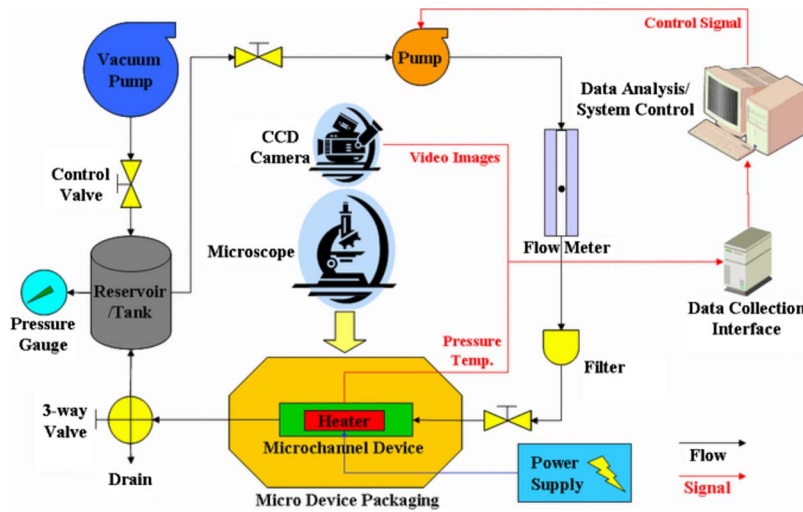 Vacuum
Pump
Pump
Control Signal
Data Analysis/
System Control
CCD
Camera
Video Images
Control
Valve
Microscope
Flow Meter
Reservoir
/Tank
Pressure
Gauge
Data Collection
Interface
Pressure
Temp.
Filter
3-way
Valve
Heater
Microchannel Device
Drain
Micro Device Packaging
Power
Supply
Flow
Signal